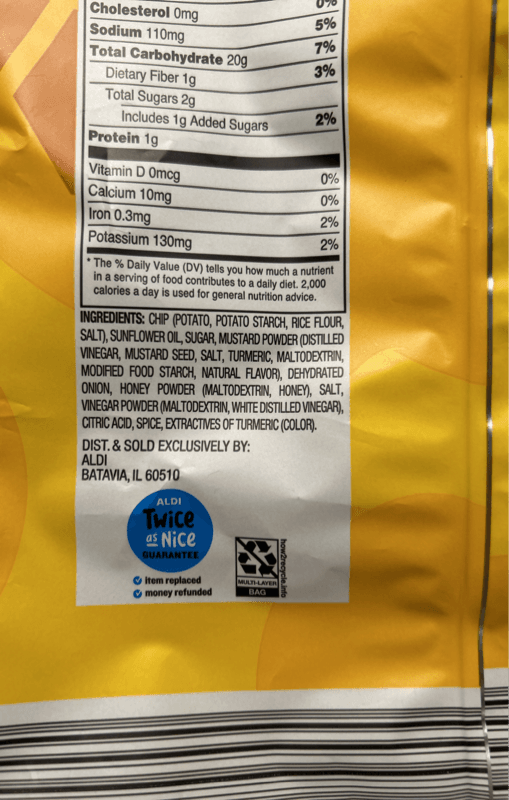 Cholesterol 0mg 0%
Sodium 110mg 5%
Total Carbohydrate 20g 7%
Dietary Fiber 1g 3%
Total Sugars 2g
Includes 1g Added Sugars 2%
Protein 1g
Vitamin D 0mcg 0%
Calcium 10mg 0%
Iron 0.3mg 2%
Potassium 130mg 2%
* The % Daily Value (DV) tells you how much a nutrient
in a serving of food contributes to a daily diet. 2,000
calories a day is used for general nutrition advice.
INGREDIENTS: CHIP (POTATO, POTATO STARCH, RICE FLOUR,
SALT), SUNFLOWER OIL, SUGAR, MUSTARD POWDER (DISTILLED
VINEGAR, MUSTARD SEED, SALT, TURMERIC, MALTODEXTRIN,
MODIFIED FOOD STARCH, NATURAL FLAVOR), DEHYDRATED
ONION, HONEY POWDER (MALTODEXTRIN, HONEY), SALT,
VINEGAR POWDER (MALTODEXTRIN, WHITE DISTILLED VINEGAR),
CITRIC ACID, SPICE, EXTRACTIVES OF TURMERIC (COLOR).
DIST. & SOLD EXCLUSIVELY BY:
ALDI
BATAVIA, IL 60510
ALDI
Twice
as Nice
GUARANTEE
item replaced
money refunded
MULTI-LAYER
BAG
how2recycle.info